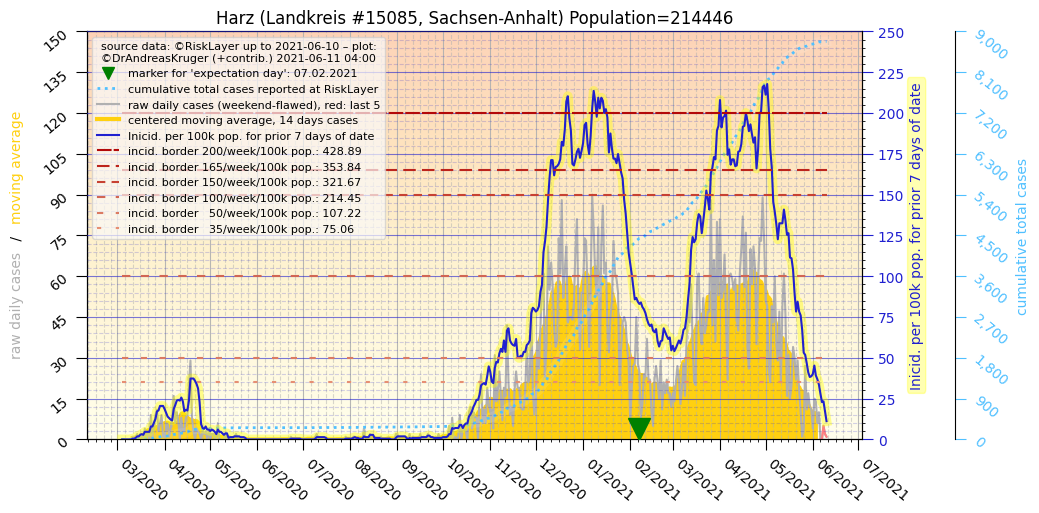 Harz (Landkreis #15085, Sachsen-Anhalt) Population=214446
source data: ©RiskLayer up to 2021-06-10 – plot:
©DrAndreasKruger (+contrib.) 2021-06-11 04:00
marker for 'expectation day': 07.02.2021
cumulative total cases reported at RiskLayer
raw daily cases (weekend-flawed), red: last 5
centered moving average, 14 days cases
Inicid. per 100k pop. for prior 7 days of date
incid. border 200/week/100k pop.: 428.89
incid. border 165/week/100k pop.: 353.84
incid. border 150/week/100k pop.: 321.67
incid. border 100/week/100k pop.: 214.45
incid. border 50/week/100k pop.: 107.22
incid. border 35/week/100k pop.: 75.06
raw daily cases / moving average
150
135
120
105
90
75
60
45
30
15
0
250
225
200
175
150
125
100
75
50
25
0
Inicid. per 100k pop. for prior 7 days of date
9,000
8,100
7,200
6,300
5,400
4,500
3,600
2,700
1,800
900
0
cumulative total cases
03/2020
04/2020
05/2020
06/2020
07/2020
08/2020
09/2020
10/2020
11/2020
12/2020
01/2021
02/2021
03/2021
04/2021
05/2021
06/2021
07/2021